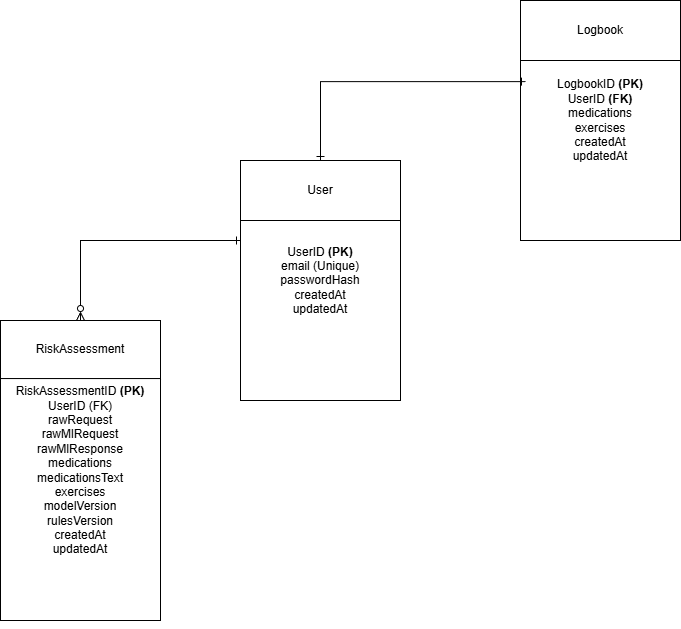 Logbook
LogbookID (PK)
UserID (FK)
medications
exercises
createdAt
updatedAt
User
UserID (PK)
email (Unique)
passwordHash
createdAt
updatedAt
RiskAssessment
RiskAssessmentID (PK)
UserID (FK)
rawRequest
rawMlRequest
rawMlResponse
medications
medicationsText
exercises
modelVersion
rulesVersion
createdAt
updatedAt